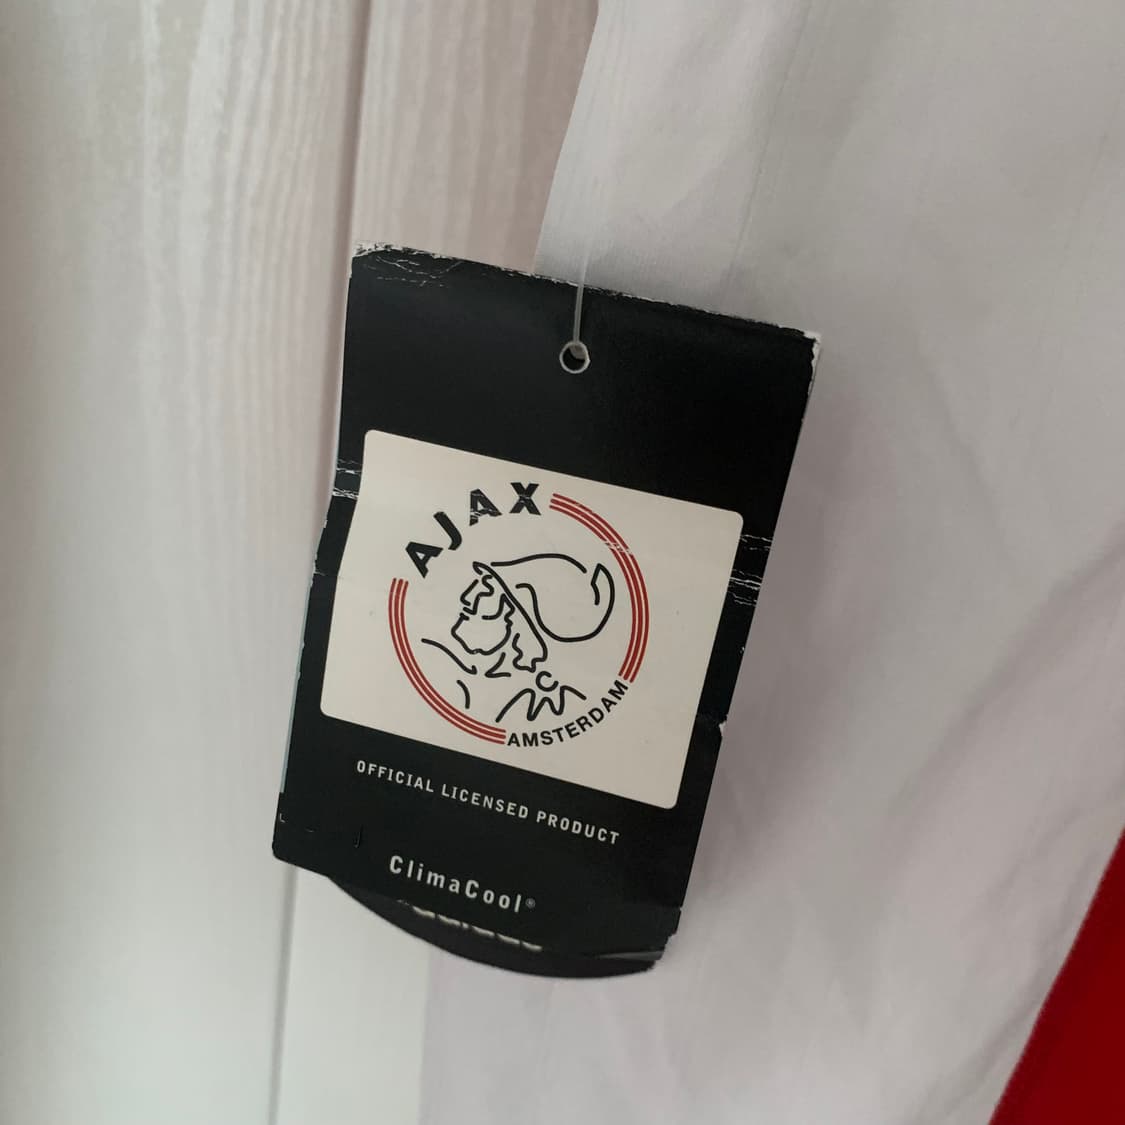 AJAX
AMSTERDAM
OFFICIAL LICENSED PRODUCT
ClimaCool®